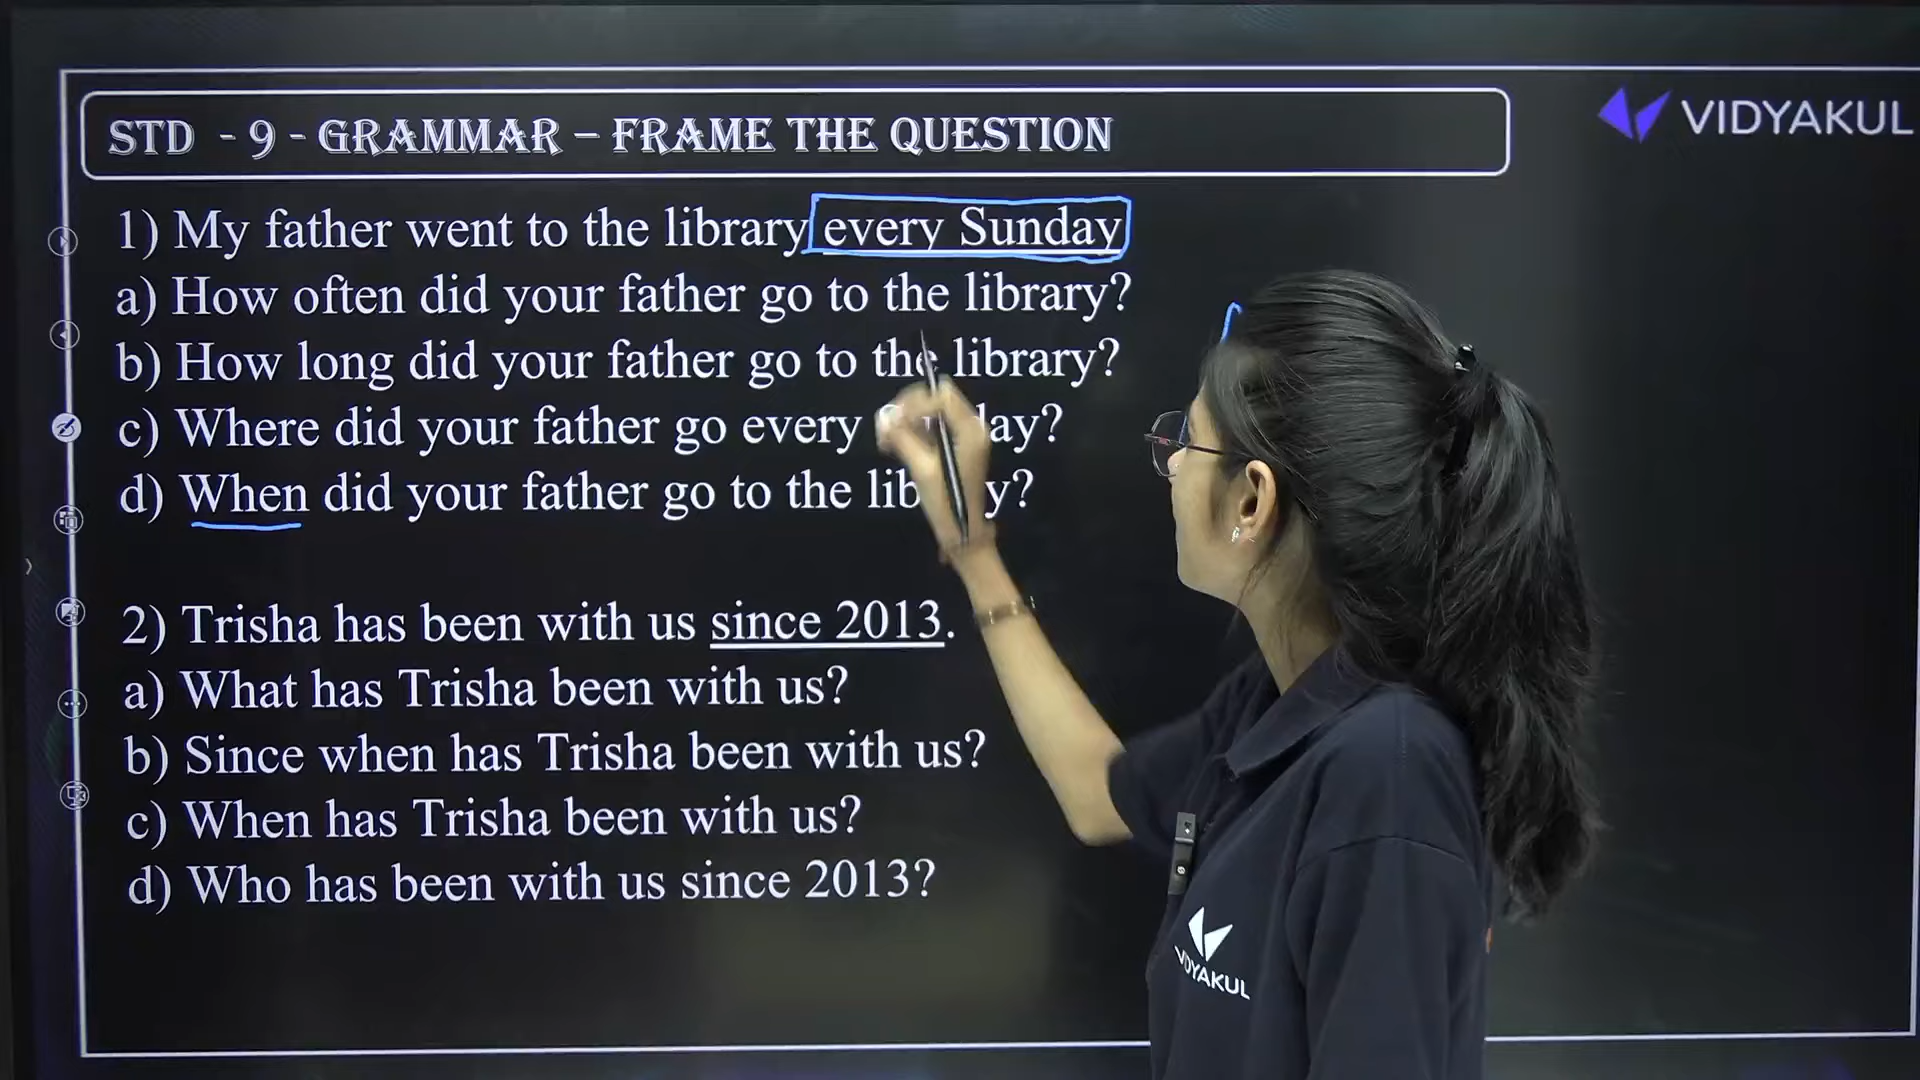 STD - 9 - GRAMMAR – FRAME THE QUESTION
VIDYAKUL
1) My father went to the library every Sunday
a) How often did your father go to the library?
b) How long did your father go to the library?
c) Where did your father go every
d) When did your father go to the
2) Trisha has been with us since 2013.
a) What has Trisha been with us?
b) Since when has Trisha been with us?
c) When has Trisha been with us?
d) Who has been with us since 2013?
VIDYAKUL